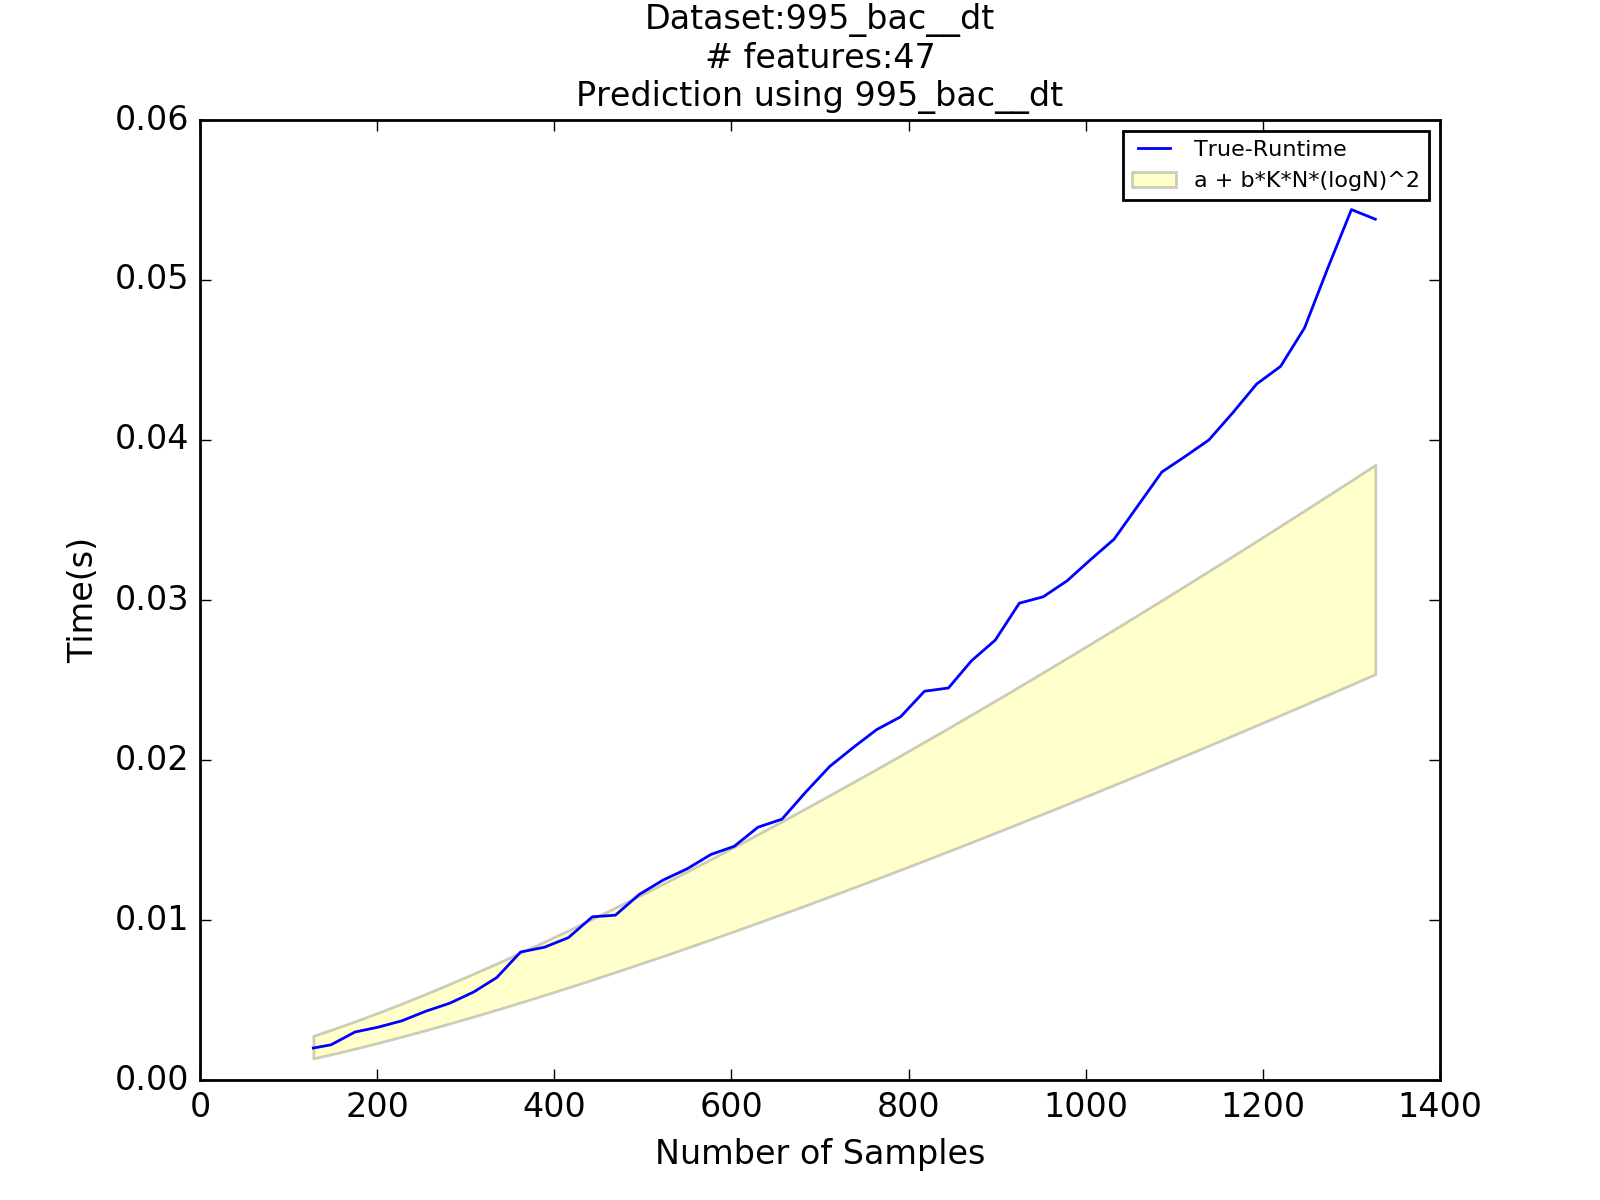 Dataset:995_bac__dt
# features:47
Prediction using 995_bac__dt
0.06
0.05
0.04
0.03
0.02
0.01
0.00
Time(s)
True-Runtime
a + b*K*N*(logN)^2
0 200 400 600 800 1000 1200 1400
Number of Samples